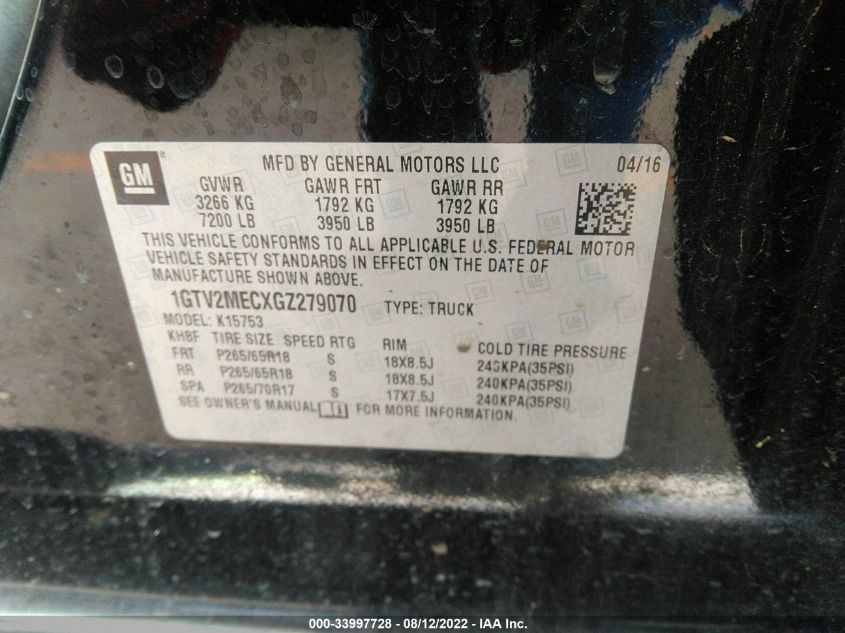 GM
MFD BY GENERAL MOTORS LLC 04/16
GVWR GAWR FRT GAWR RR
3266 KG 1792 KG 1792 KG
7200 LB 3950 LB 3950 LB
THIS VEHICLE CONFORMS TO ALL APPLICABLE U.S. FEDERAL MOTOR
VEHICLE SAFETY STANDARDS IN EFFECT ON THE DATE OF
MANUFACTURE SHOWN ABOVE.
1GTV2MECXGZ279070 TYPE: TRUCK
MODEL: K15753
KHBF TIRE SIZE SPEED RTG RIM COLD TIRE PRESSURE
FRT P265/65R18 S 18X8.5J 240KPA(35PSI)
RR P265/65R18 S 18X8.5J 240KPA(35PSI)
SPA P265/70R17 S 17X7.5J 240KPA(35PSI)
SEE OWNER'S MANUAL FOR MORE INFORMATION.
000-33997728 - 08/12/2022 - IAA Inc.